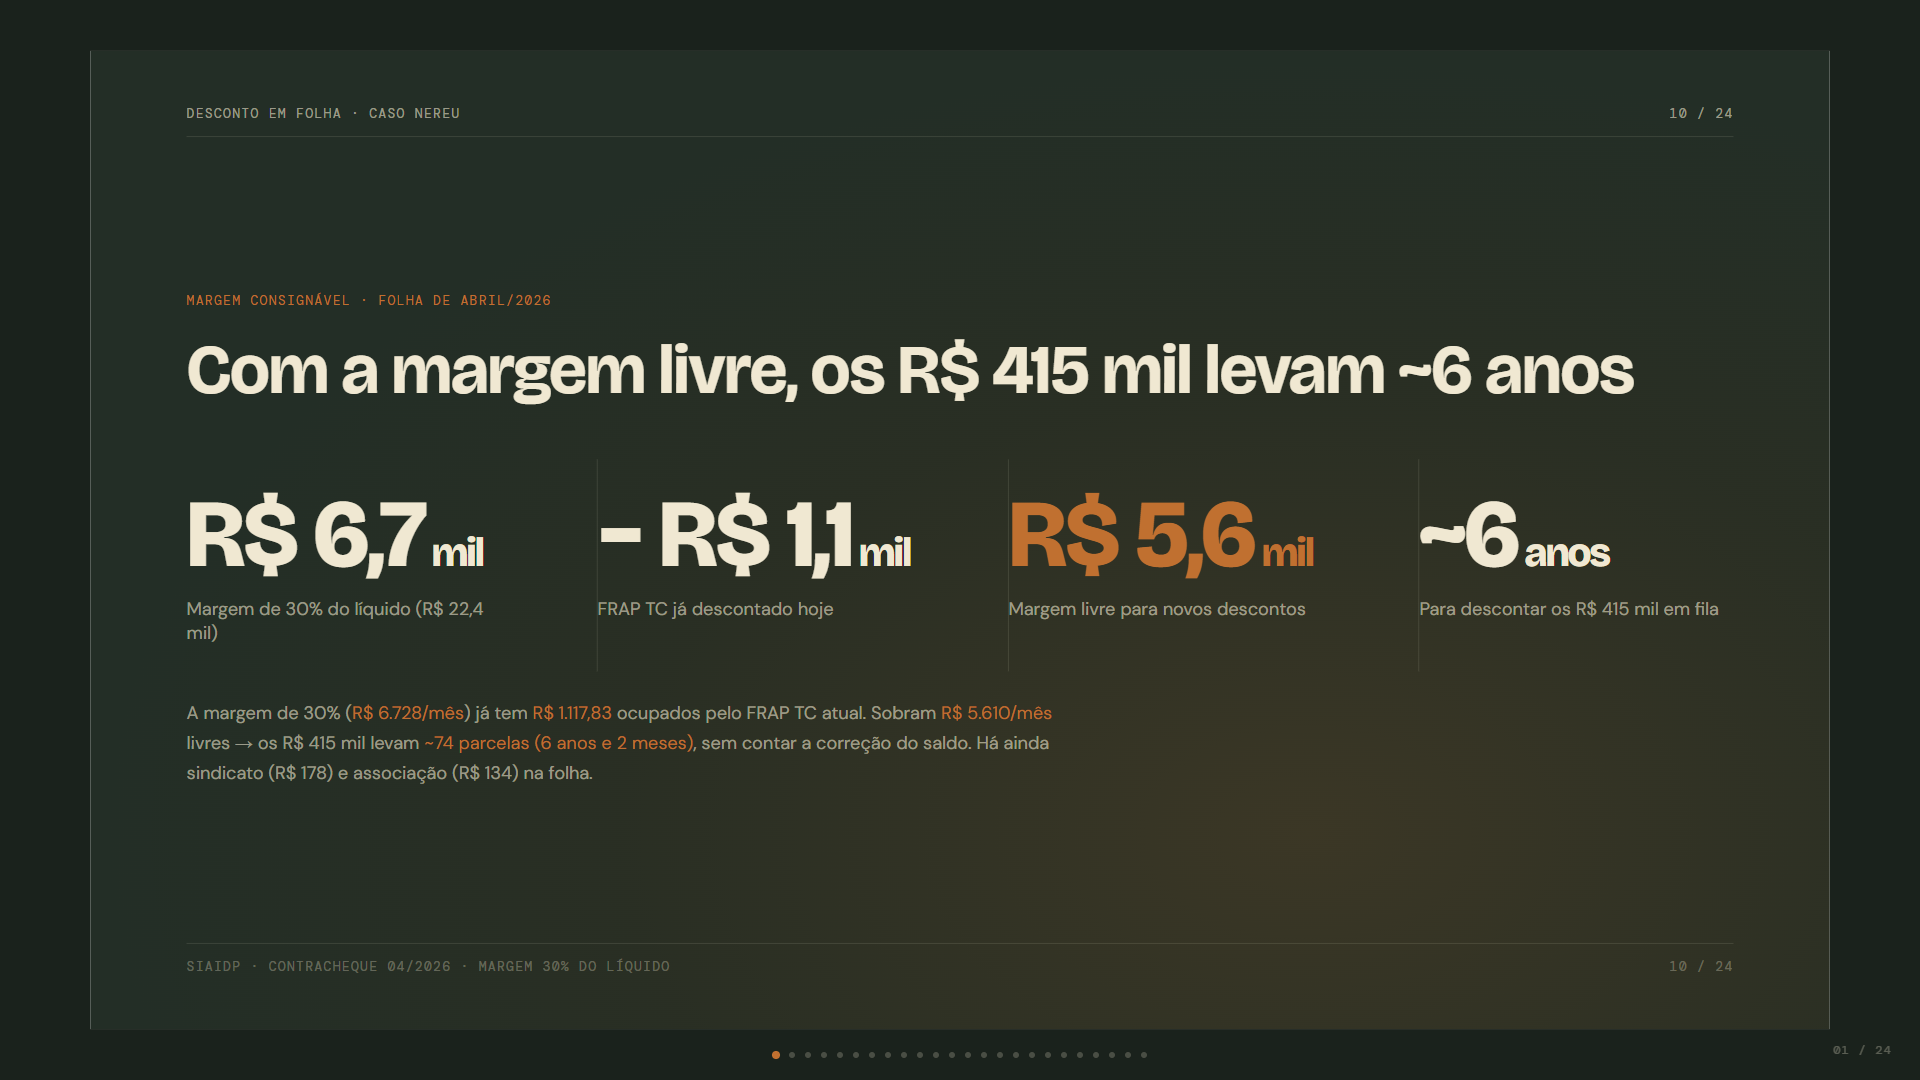 DESCONTO EM FOLHA · CASO NEREU
10 / 24
MARGEM CONSIGNÁVEL · FOLHA DE ABRIL/2026
Com a margem livre, os R$ 415 mil levam ~6 anos
R$ 6,7 mil
Margem de 30% do líquido (R$ 22,4
mil)
− R$ 1,1 mil
FRAP TC já descontado hoje
R$ 5,6 mil
Margem livre para novos descontos
~6 anos
Para descontar os R$ 415 mil em fila
A margem de 30% (R$ 6.728/mês) já tem R$ 1.117,83 ocupados pelo FRAP TC atual. Sobram R$ 5.610/mês
livres → os R$ 415 mil levam ~74 parcelas (6 anos e 2 meses), sem contar a correção do saldo. Há ainda
sindicato (R$ 178) e associação (R$ 134) na folha.
SIAIDP · CONTRACHEQUE 04/2026 · MARGEM 30% DO LÍQUIDO
10 / 24
01 / 24